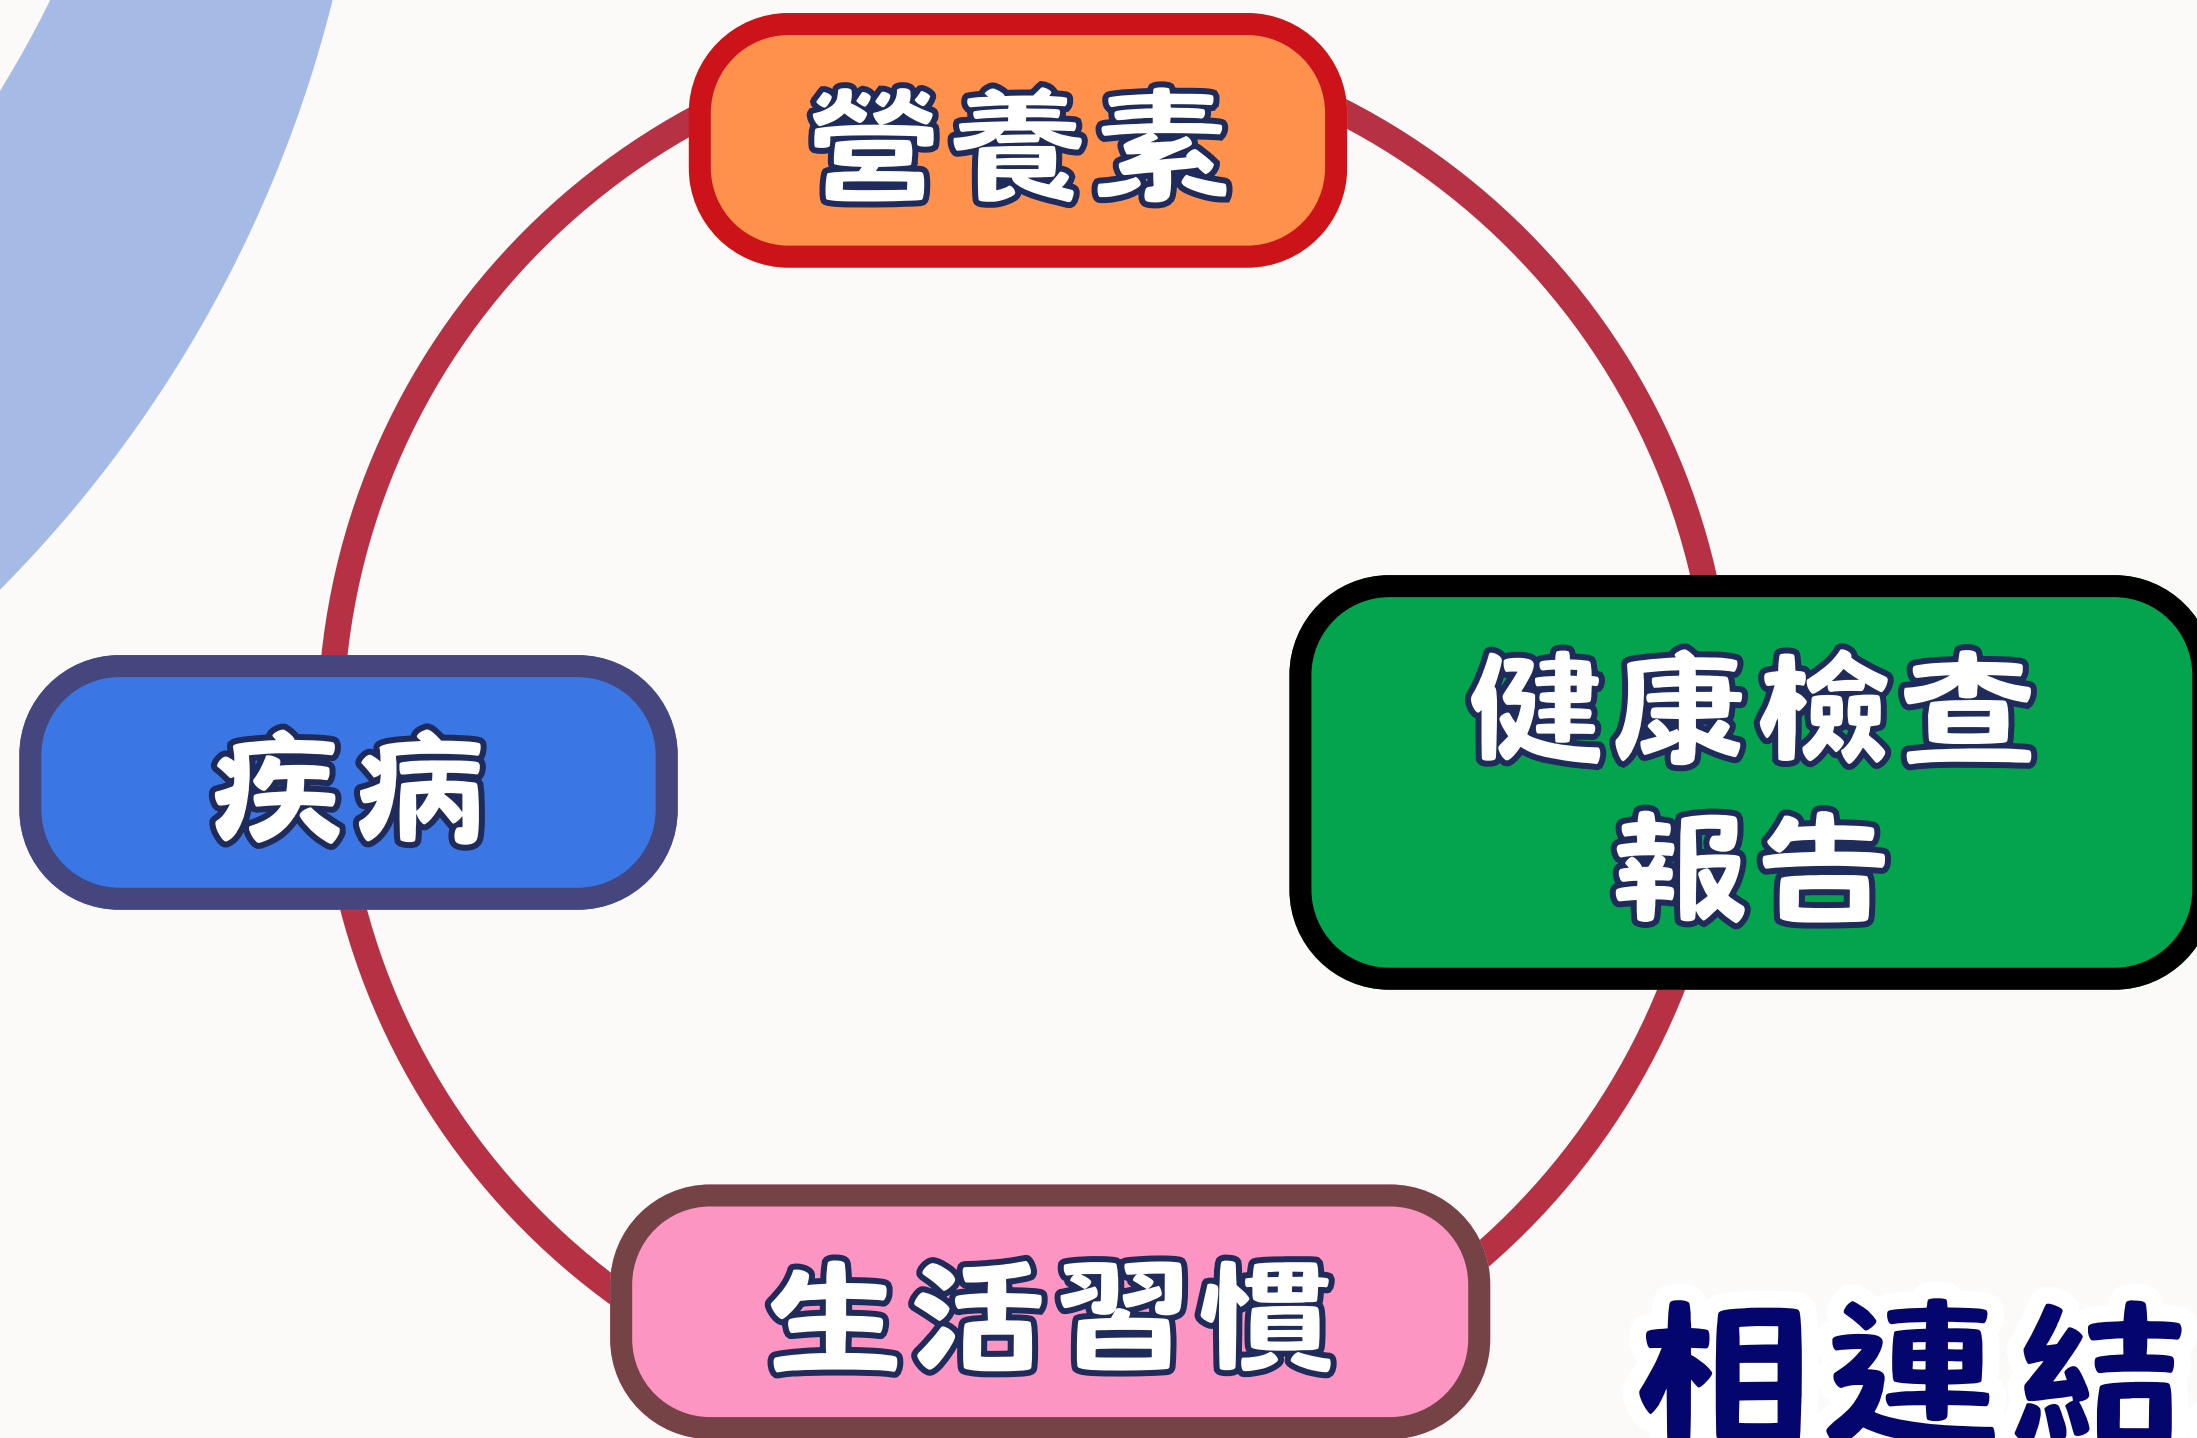 營養素
健康檢查
報告
疾病
生活習慣
相連結